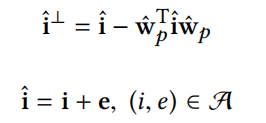 î^⊥ = î − ŵ_p^⊤ î ŵ_p
î = i + e, (i, e) ∈ 𝒜